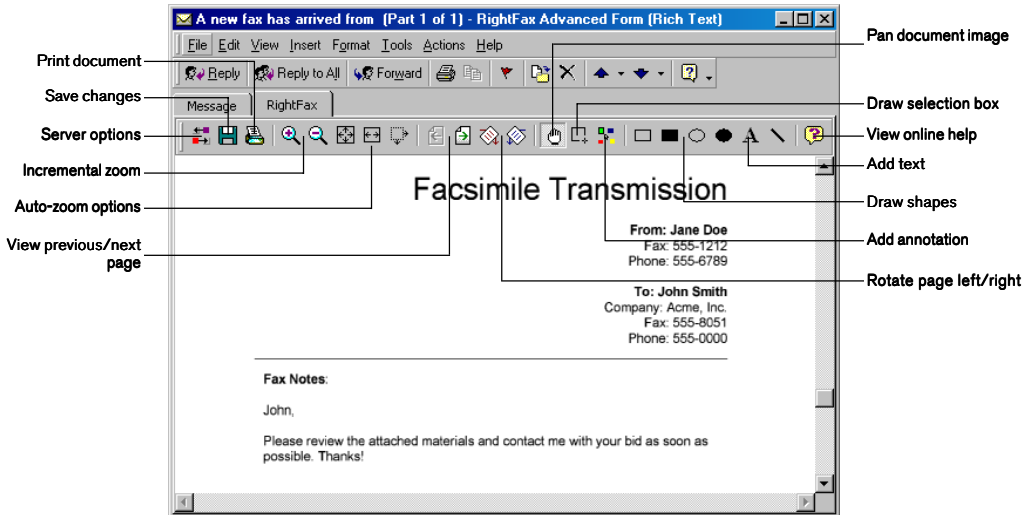 A new fax has arrived from (Part 1 of 1) - RightFax Advanced Form (Rich Text)
File Edit View Insert Format Tools Actions Help
Reply Reply to All Forward
Message RightFax
Print document
Save changes
Server options
Incremental zoom
Auto-zoom options
View previous/next
page
Pan document image
Draw selection box
View online help
Add text
Draw shapes
Add annotation
Rotate page left/right
Facsimile Transmission
From: Jane Doe
Fax: 555-1212
Phone: 555-6789
To: John Smith
Company: Acme, Inc.
Fax: 555-8051
Phone: 555-0000
Fax Notes:
John,
Please review the attached materials and contact me with your bid as soon as
possible. Thanks!